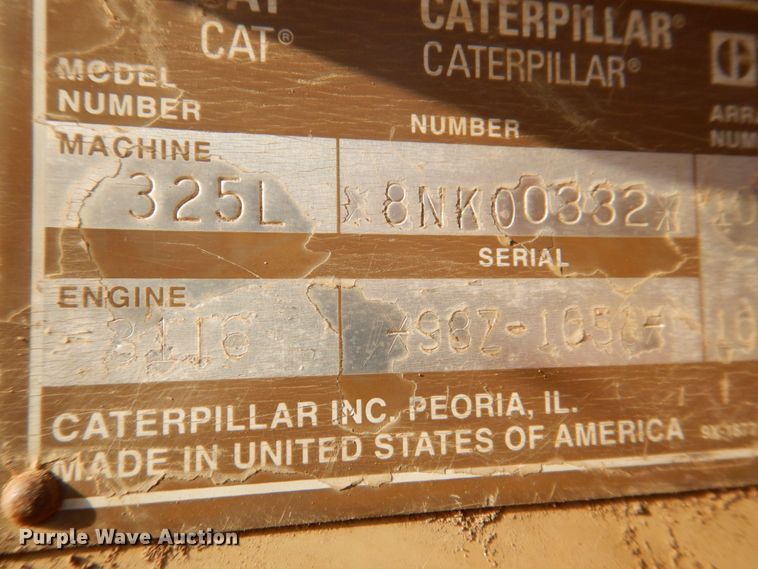 CAT
CATERPILLAR®
CAT®
CATERPILLAR®
MODEL
NUMBER
NUMBER
MACHINE
325L
*8NK00332*
SERIAL
ENGINE
3116
CATERPILLAR INC. PEORIA, IL.
MADE IN UNITED STATES OF AMERICA
Purple Wave Auction